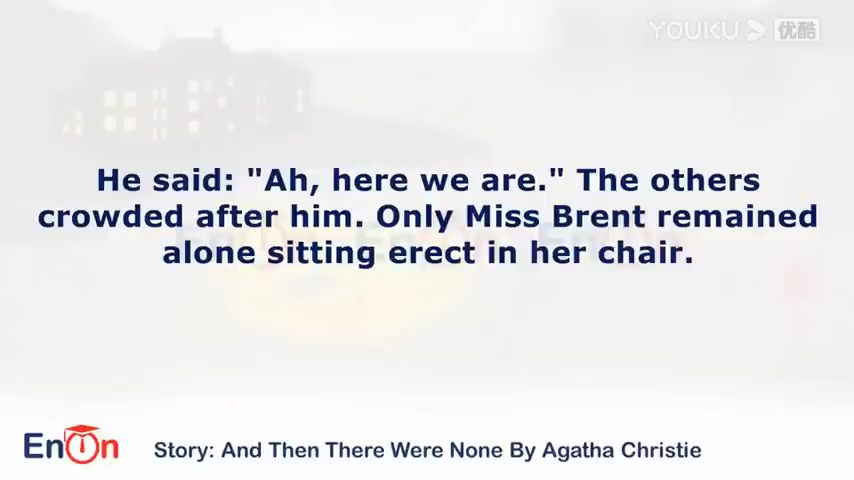 YOUKU 优酷
He said: "Ah, here we are." The others
crowded after him. Only Miss Brent remained
alone sitting erect in her chair.
EnOn
Story: And Then There Were None By Agatha Christie